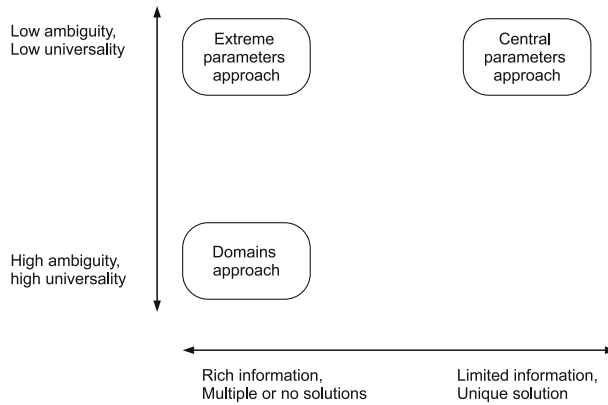 Low ambiguity,
Low universality
Extreme
parameters
approach
Central
parameters
approach
High ambiguity,
high universality
Domains
approach
Rich information,
Multiple or no solutions
Limited information,
Unique solution